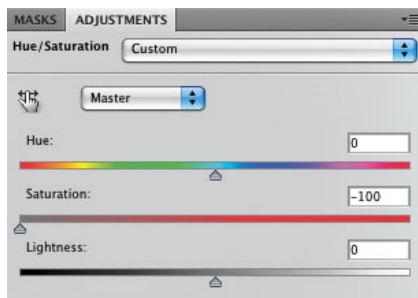 MASKS ADJUSTMENTS
Hue/Saturation Custom
Master
Hue: 0
Saturation: -100
Lightness: 0